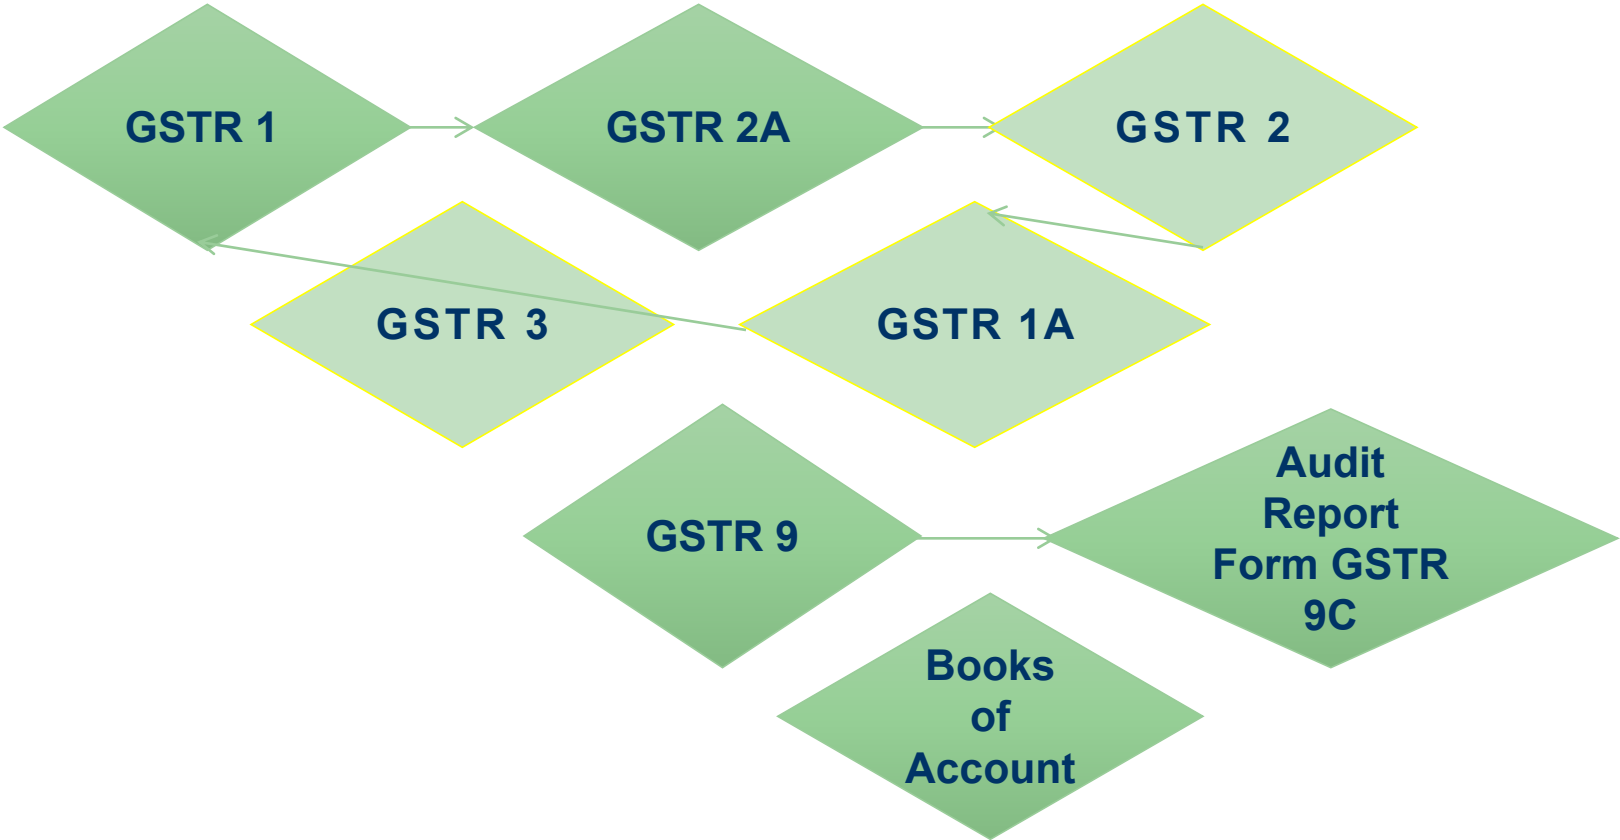 GSTR 1
GSTR 2A
GSTR 2
GSTR 3
GSTR 1A
GSTR 9
Audit
Report
Form GSTR
9C
Books
of
Account